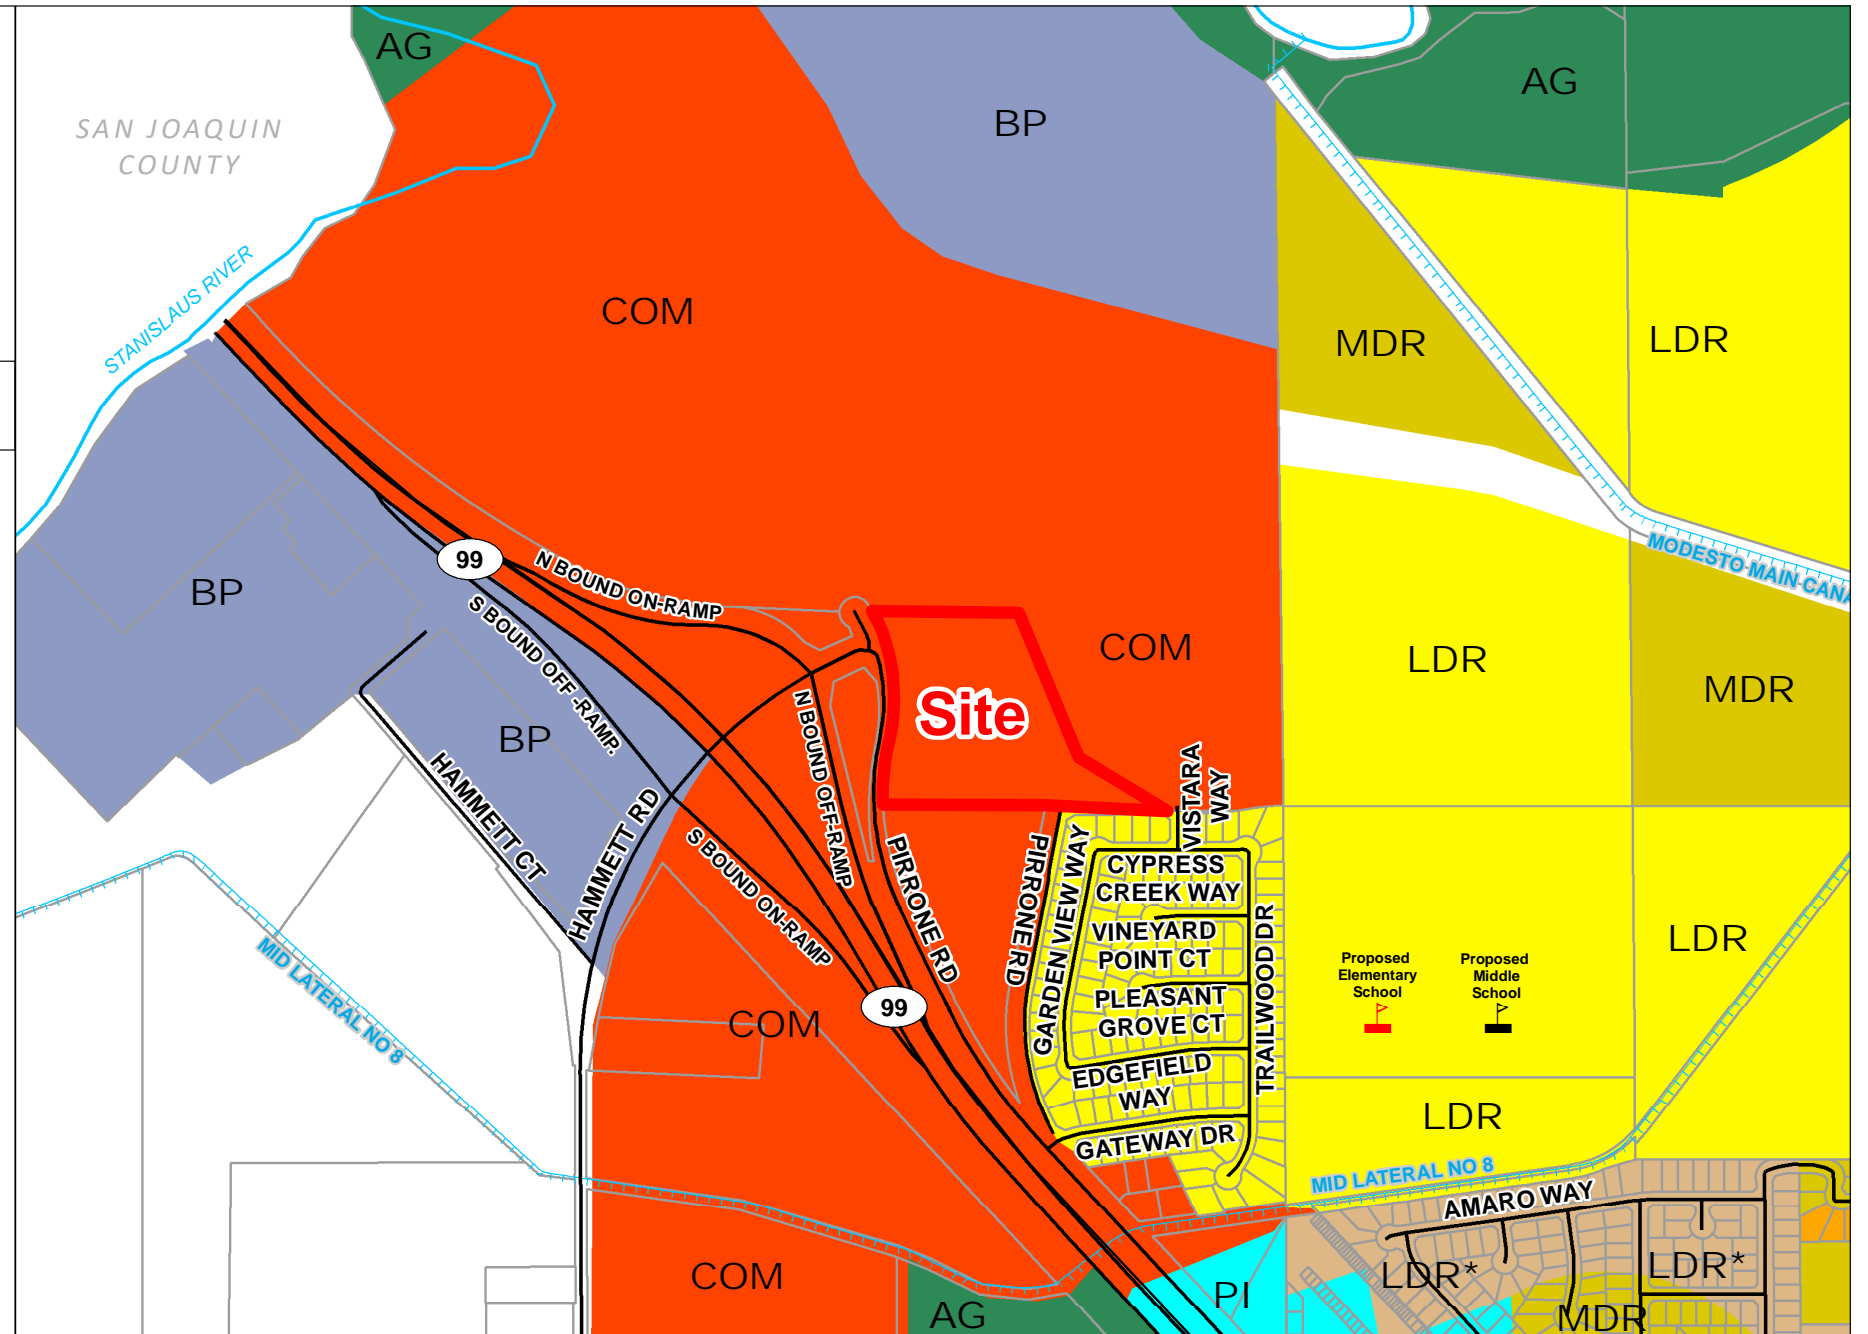 AG
AG
SAN JOAQUIN
COUNTY
BP
STANISLAUS RIVER
COM
MDR
LDR
99
N BOUND ON-RAMP
MODESTO MAIN CANA
BP
S BOUND OFF -RAMP.
COM
LDR
MDR
Site
N BOUND OFF-RAMP
BP
HAMMETT CT
HAMMETT RD
VISTARA
WAY
S BOUND ON-RAMP
PIRRONE RD
PIRRONE RD
GARDEN VIEW WAY
CYPRESS
CREEK WAY
VINEYARD
POINT CT
PLEASANT
GROVE CT
TRAILWOOD DR
EDGEFIELD
WAY
GATEWAY DR
LDR
Proposed
Elementary
School
Proposed
Middle
School
MID LATERAL NO 8
99
COM
LDR
MID LATERAL NO 8
AMARO WAY
COM
AG
PI
LDR*
LDR*
MDR